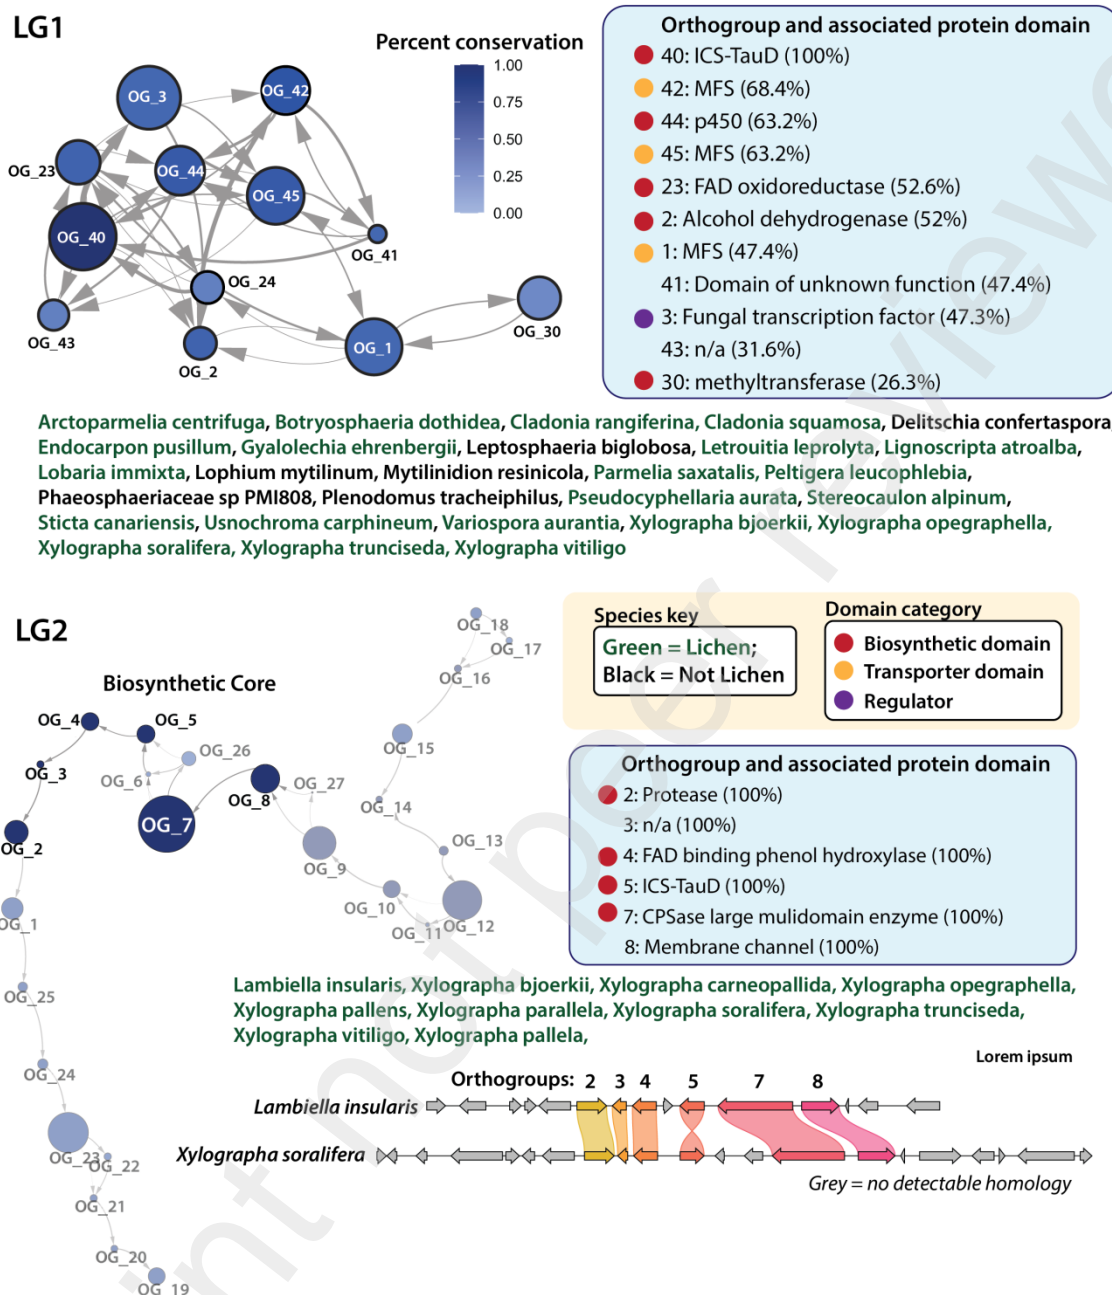 LG1
Percent conservation
1.00
0.75
0.50
0.25
0.00
OG_3
OG_42
OG_23
OG_44
OG_45
OG_40
OG_41
OG_24
OG_43
OG_2
OG_1
OG_30
Orthogroup and associated protein domain
40: ICS-TauD (100%)
42: MFS (68.4%)
44: p450 (63.2%)
45: MFS (63.2%)
23: FAD oxidoreductase (52.6%)
2: Alcohol dehydrogenase (52%)
1: MFS (47.4%)
41: Domain of unknown function (47.4%)
3: Fungal transcription factor (47.3%)
43: n/a (31.6%)
30: methyltransferase (26.3%)
Arctoparmelia centrifuga, Botryosphaeria dothidea, Cladonia rangiferina, Cladonia squamosa, Delitschia confertaspora,
Endocarpon pusillum, Gyalolechia ehrenbergii, Leptosphaeria biglobosa, Letrouitia leprolyta, Lignoscripta atroalba,
Lobaria immixta, Lophium mytilinum, Mytilinidion resinicola, Parmelia saxatalis, Peltigera leucophlebia,
Phaeosphaeriaceae sp PMI808, Plenodomus tracheiphilus, Pseudocyphellaria aurata, Stereocaulon alpinum,
Sticta canariensis, Usnochroma carphineum, Variospora aurantia, Xylographa bjoerkii, Xylographa opegraphella,
Xylographa soralifera, Xylographa trunciseda, Xylographa vitiligo
LG2
Biosynthetic Core
OG_18
OG_17
OG_16
OG_4
OG_5
OG_15
OG_26
OG_3
OG_6
OG_8
OG_27
OG_14
OG_7
OG_2
OG_13
OG_9
OG_10
OG_1
OG_11
OG_12
OG_25
OG_24
OG_23
OG_22
OG_21
OG_20
OG_19
Species key
Green = Lichen;
Black = Not Lichen
Domain category
Biosynthetic domain
Transporter domain
Regulator
Orthogroup and associated protein domain
2: Protease (100%)
3: n/a (100%)
4: FAD binding phenol hydroxylase (100%)
5: ICS-TauD (100%)
7: CPSase large mulidomain enzyme (100%)
8: Membrane channel (100%)
Lambiella insularis, Xylographa bjoerkii, Xylographa carneopallida, Xylographa opegraphella,
Xylographa pallens, Xylographa parallela, Xylographa soralifera, Xylographa trunciseda,
Xylographa vitiligo, Xylographa pallela,
Lorem ipsum
Orthogroups: 2 3 4 5 7 8
Lambiella insularis
Xylographa soralifera
Grey = no detectable homology
int not peer reviewe